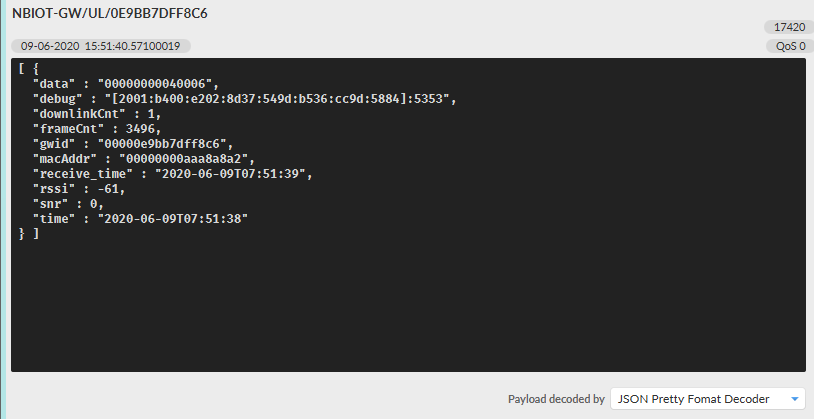 NBIOT-GW/UL/0E9BB7DFF8C6
17420
09-06-2020 15:51:40.57100019
QoS 0
[ {
"data" : "00000000040006",
"debug" : "[2001:b400:e202:8d37:549d:b536:cc9d:5884]:5353",
"downlinkCnt" : 1,
"frameCnt" : 3496,
"gwid" : "00000e9bb7dff8c6",
"macAddr" : "00000000aaa8a8a2",
"receive_time" : "2020-06-09T07:51:39",
"rssi" : -61,
"snr" : 0,
"time" : "2020-06-09T07:51:38"
} ]
Payload decoded by JSON Pretty Fomat Decoder